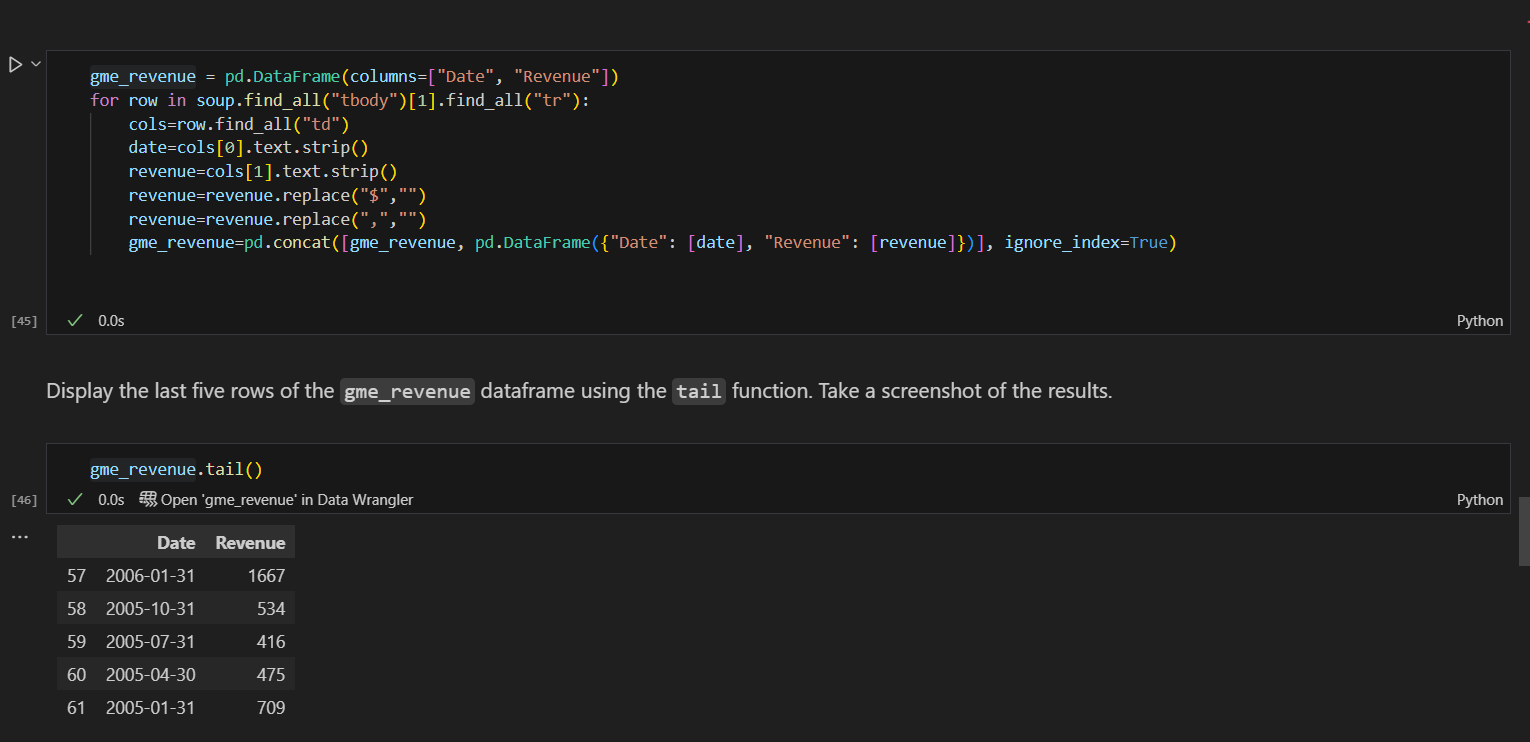 gme_revenue = pd.DataFrame(columns=["Date", "Revenue"])
for row in soup.find_all("tbody")[1].find_all("tr"):
    cols=row.find_all("td")
    date=cols[0].text.strip()
    revenue=cols[1].text.strip()
    revenue=revenue.replace("$","")
    revenue=revenue.replace(",","")
    gme_revenue=pd.concat([gme_revenue, pd.DataFrame({"Date": [date], "Revenue": [revenue]})], ignore_index=True)
[45] 0.0s Python
Display the last five rows of the gme_revenue dataframe using the tail function. Take a screenshot of the results.
gme_revenue.tail()
[46] 0.0s Open 'gme_revenue' in Data Wrangler Python
...
Date Revenue
57 2006-01-31 1667
58 2005-10-31 534
59 2005-07-31 416
60 2005-04-30 475
61 2005-01-31 709